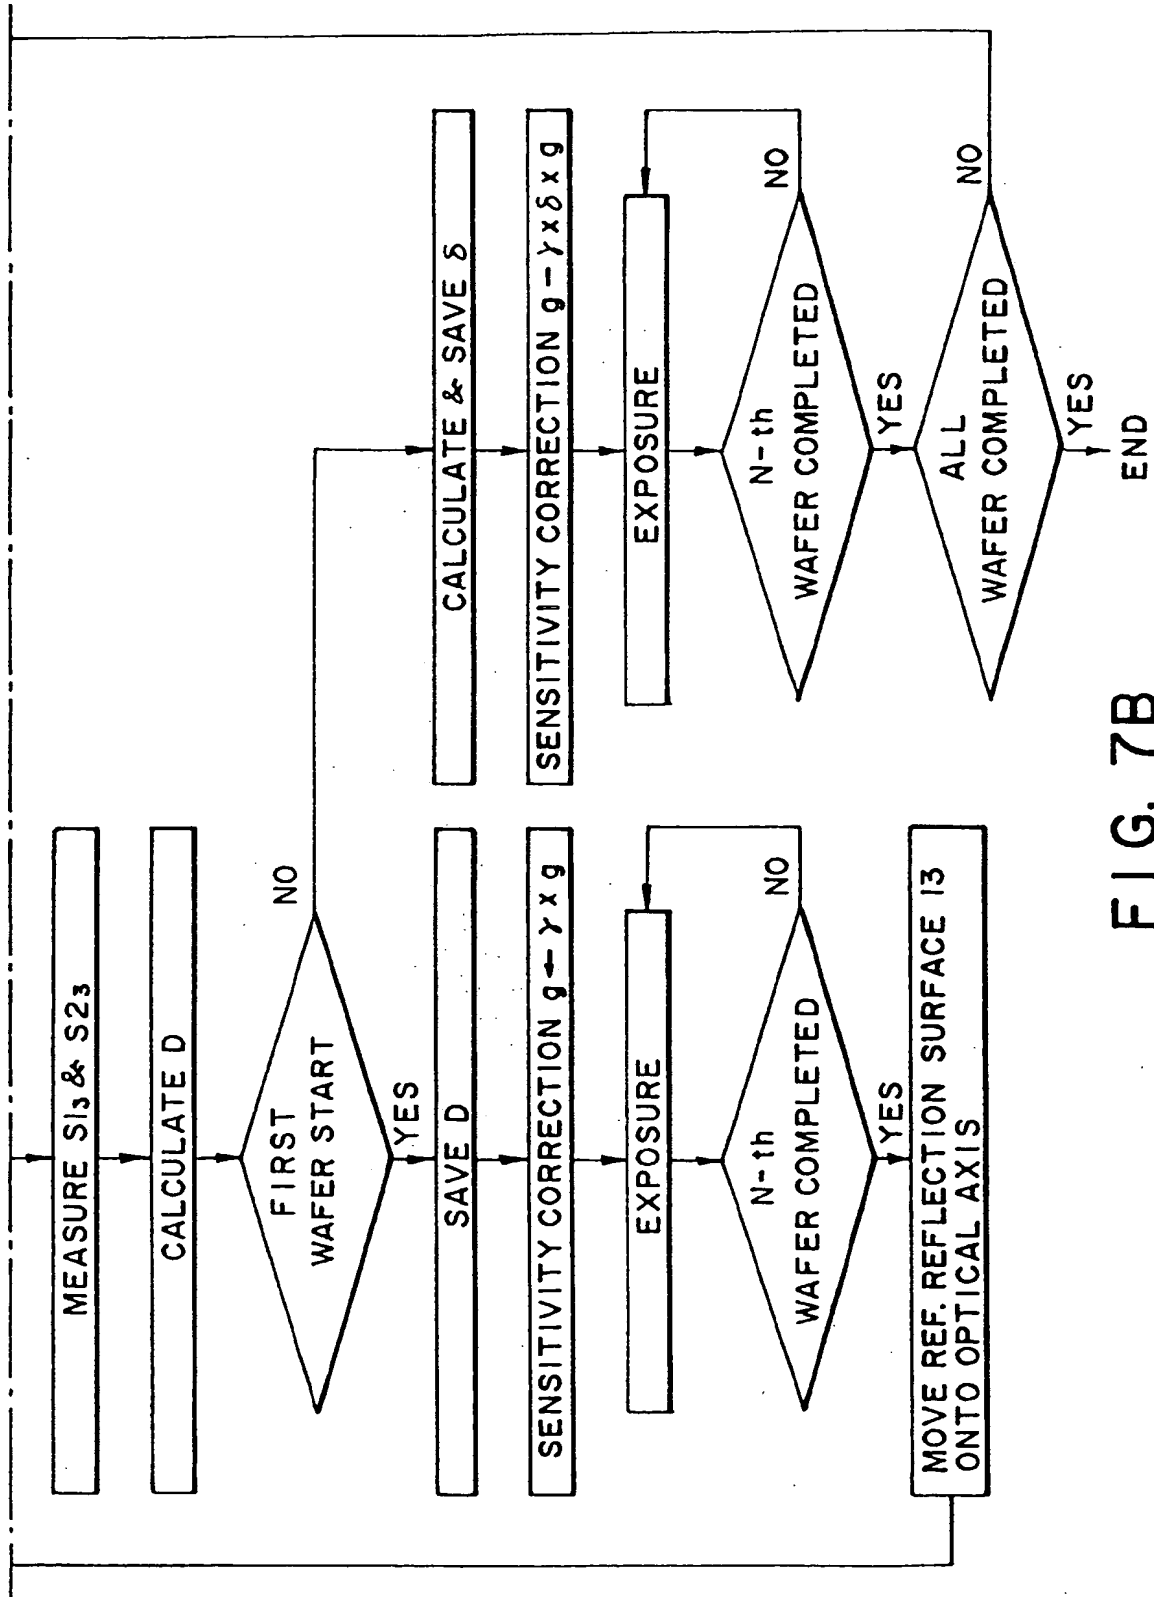 MEASURE S1₃ & S2₃
CALCULATE D
FIRST
WAFER START
NO
YES
SAVE D
SENSITIVITY CORRECTION g ← γ x g
EXPOSURE
N-th
WAFER COMPLETED
NO
YES
MOVE REF. REFLECTION SURFACE 13
ONTO OPTICAL AXIS
CALCULATE & SAVE δ
SENSITIVITY CORRECTION g - γ x δ x g
EXPOSURE
N-th
WAFER COMPLETED
NO
YES
ALL
WAFER COMPLETED
NO
YES
END
FIG. 7B